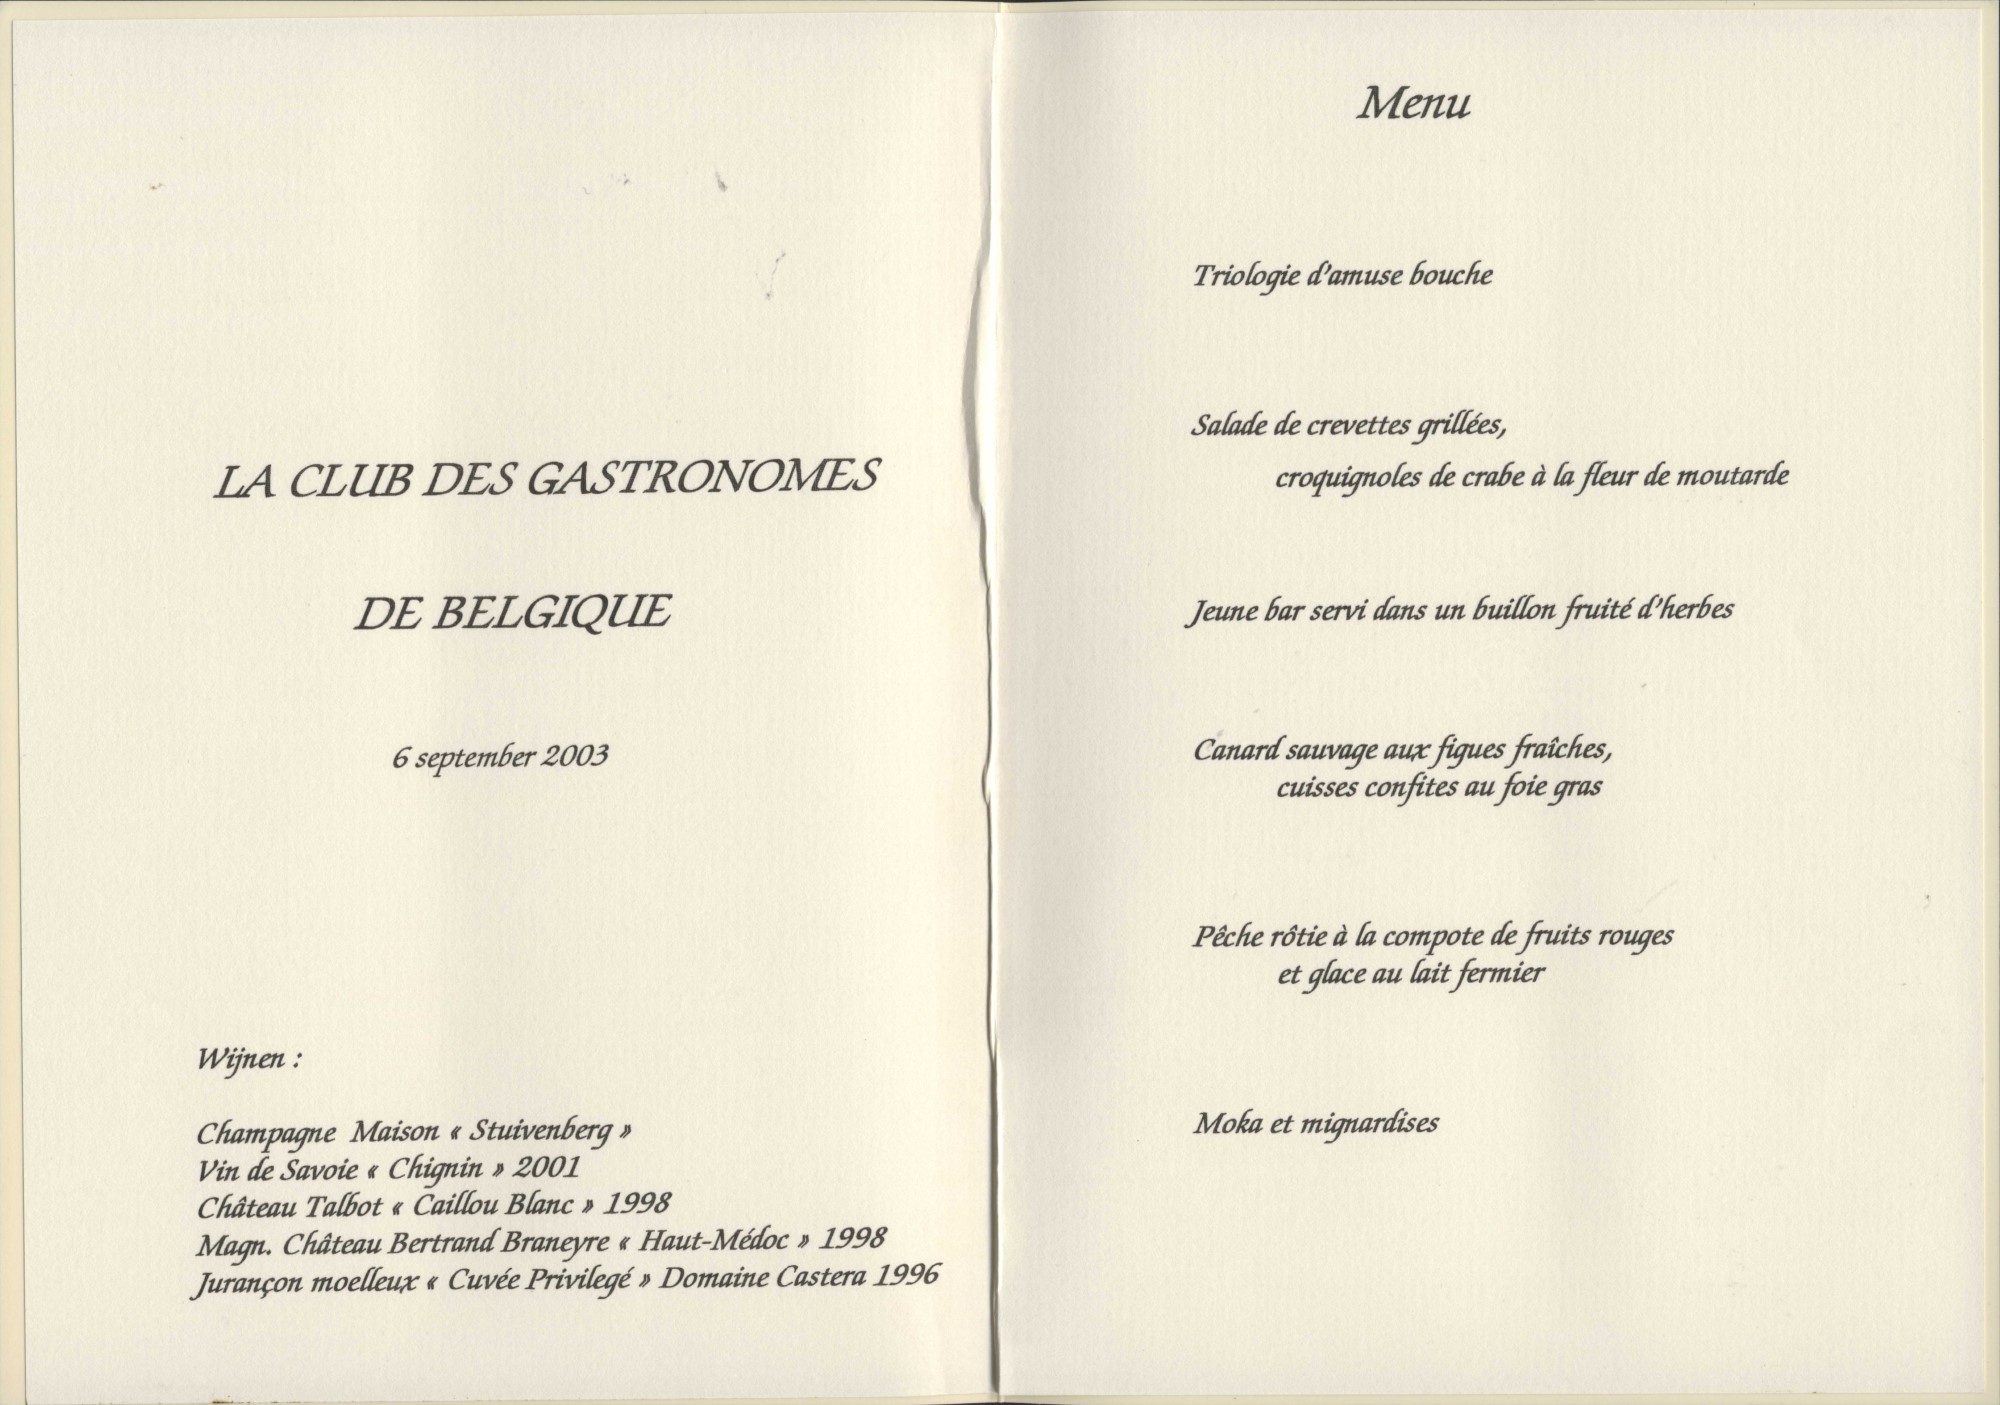 LA CLUB DES GASTRONOMES
DE BELGIQUE
6 september 2003
Wijnen :
Champagne Maison « Stuivenberg »
Vin de Savoie « Chignin » 2001
Château Talbot « Caillou Blanc » 1998
Magn. Château Bertrand Braneyre « Haut-Médoc » 1998
Jurançon moelleux « Cuvée Privilegé » Domaine Castera 1996
Menu
Triologie d'amuse bouche
Salade de crevettes grillées,
croquignoles de crabe à la fleur de moutarde
Jeune bar servi dans un buillon fruité d'herbes
Canard sauvage aux figues fraîches,
cuisses confites au foie gras
Pêche rôtie à la compote de fruits rouges
et glace au lait fermier
Moka et mignardises